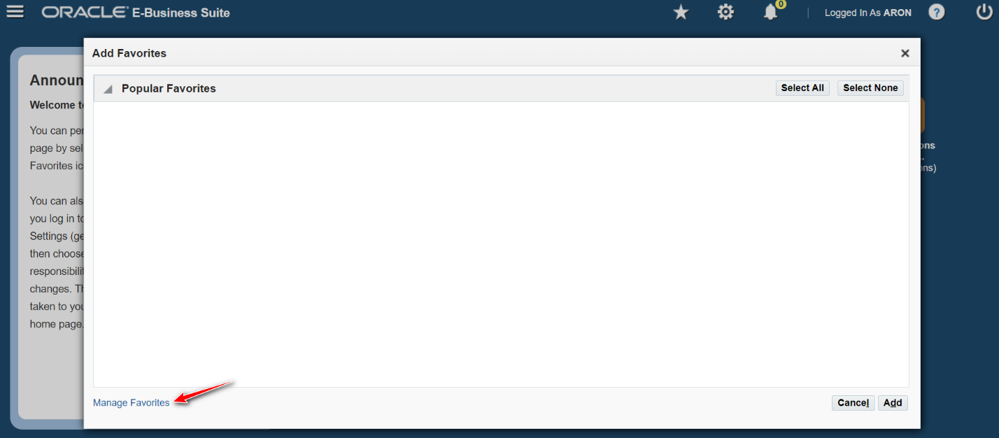 ORACLE E-Business Suite
0
Logged In As ARON
?
Add Favorites
Popular Favorites
Select All
Select None
Announ
Welcome to
You can per
page by sel
Favorites ic
You can als
you log in to
Settings (ge
then choose
responsibilit
changes. Th
taken to you
home page.
ons
..
ons)
Manage Favorites
Cancel
Add